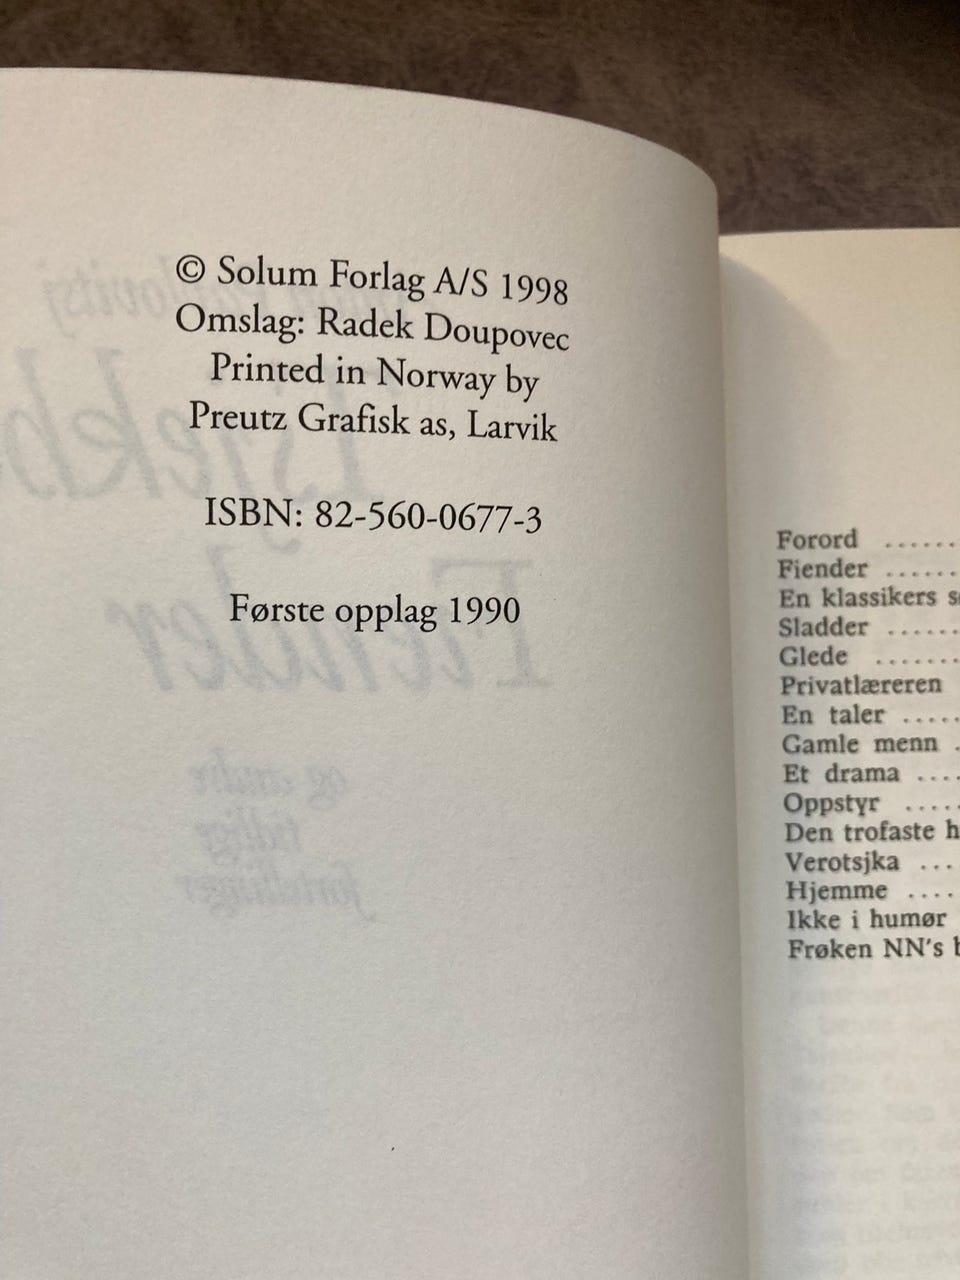 © Solum Forlag A/S 1998
Omslag: Radek Doupovec
Printed in Norway by
Preutz Grafisk as, Larvik
ISBN: 82-560-0677-3
Første opplag 1990
Forord ......
Fiender ......
En klassikers
Sladder ......
Glede ......
Privatlæreren
En taler .....
Gamle menn .
Et drama ....
Oppstyr ....
Den trofaste
Verotsjka ...
Hjemme ....
Ikke i humør
Frøken NN's